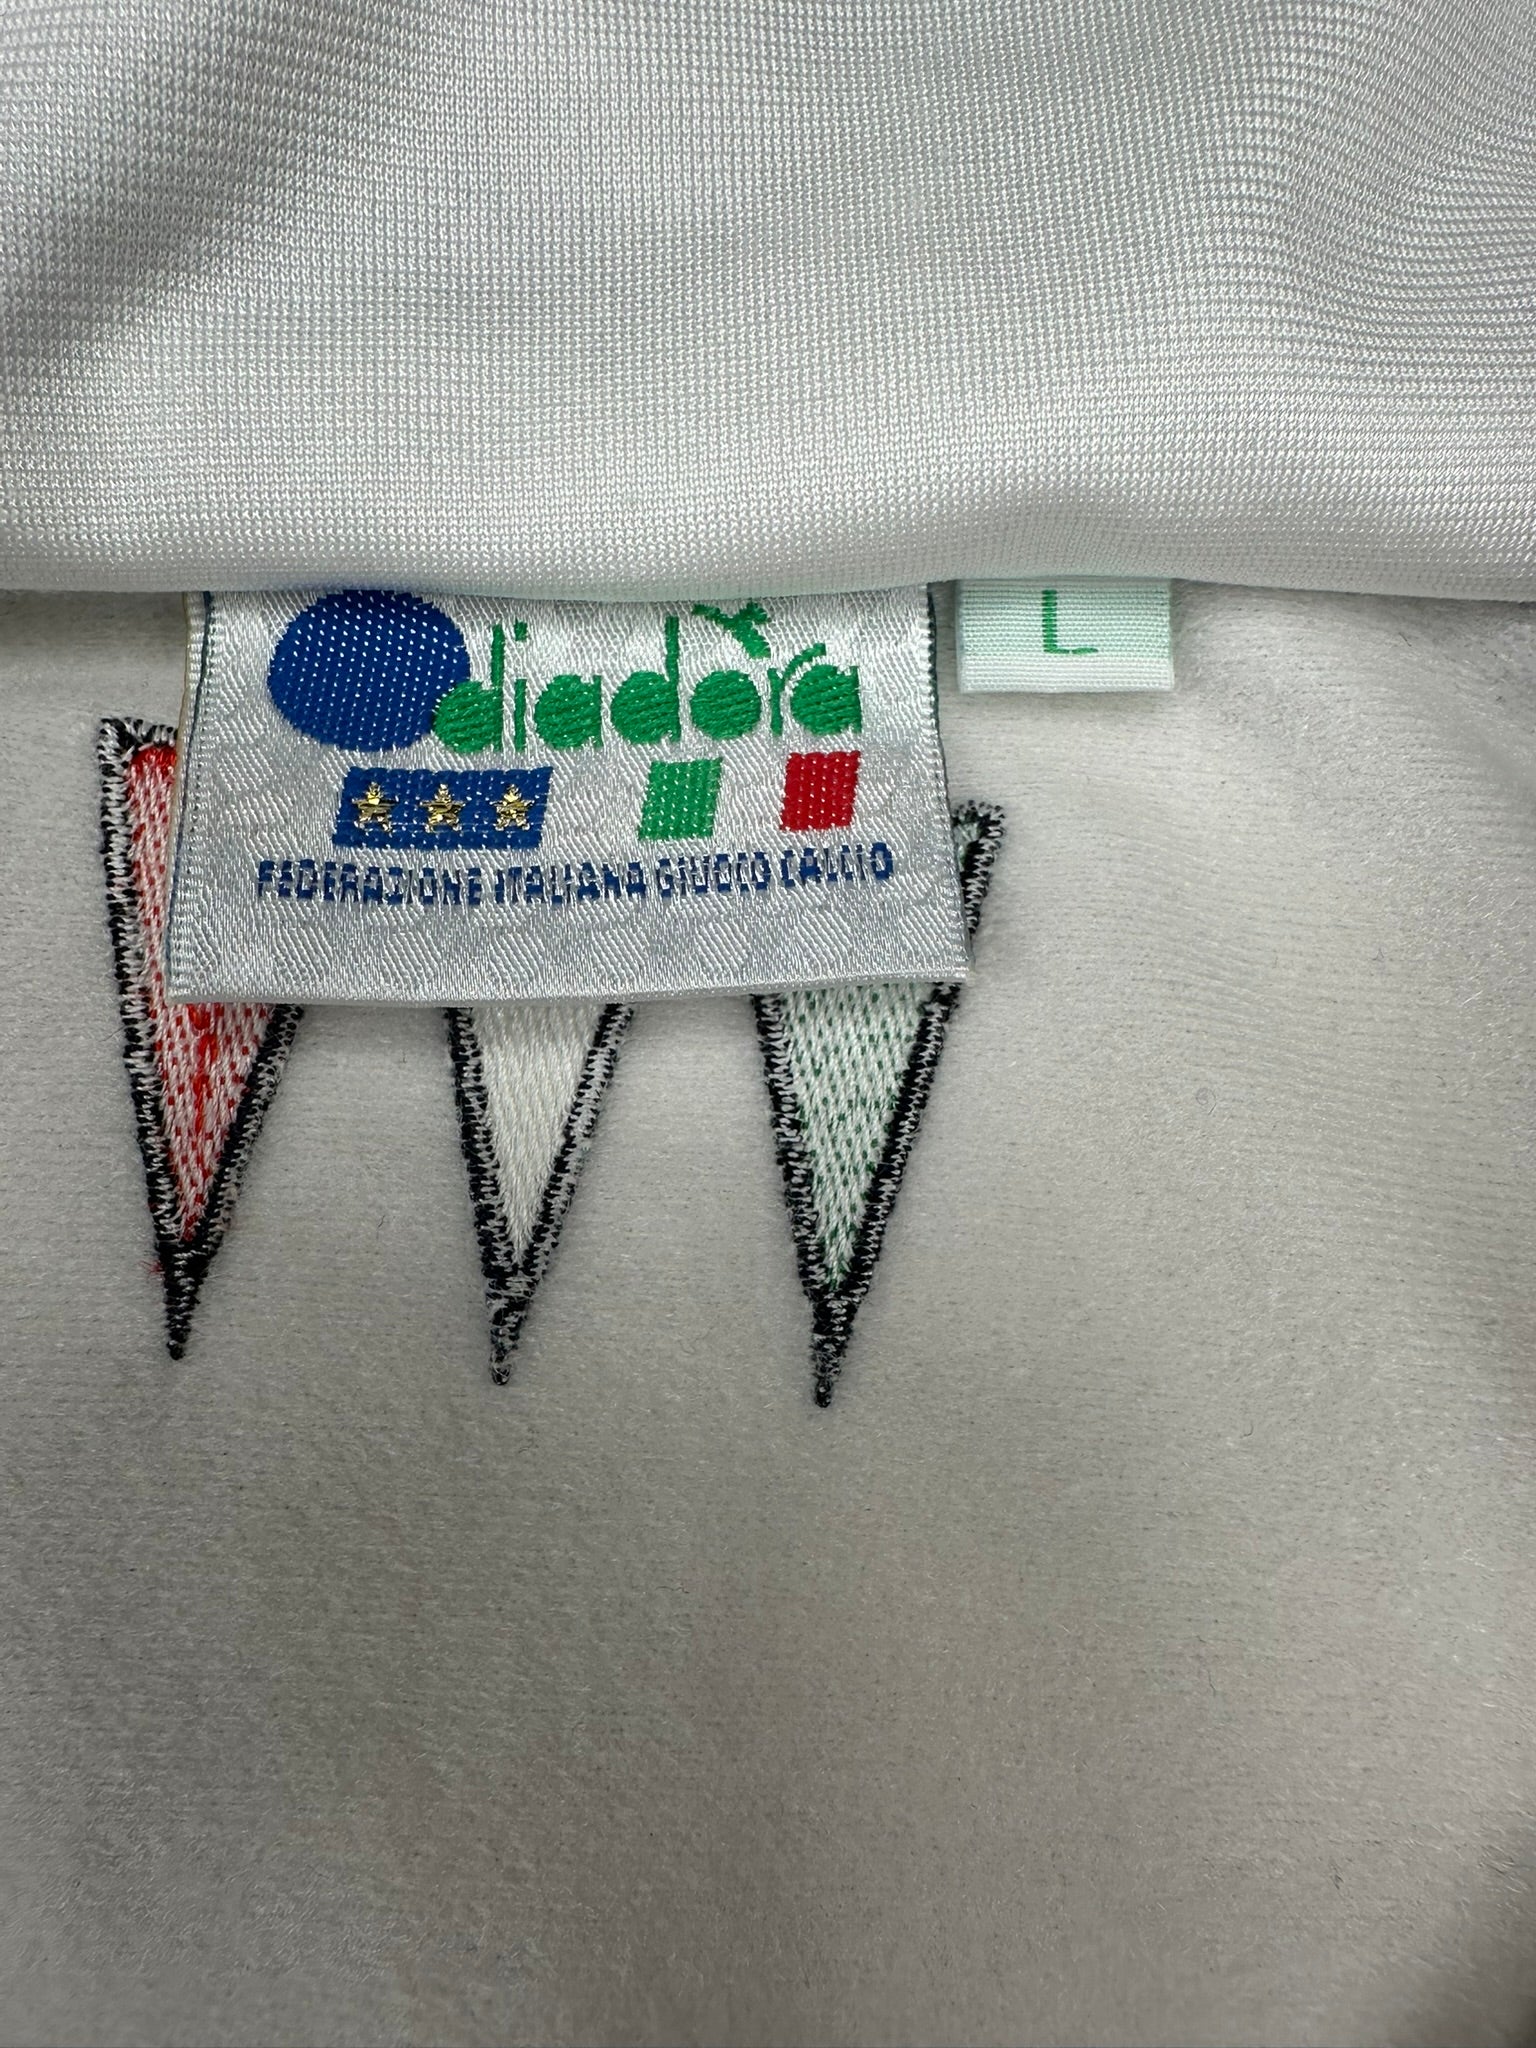 diadora
L
FEDERAZIONE ITALIANA GIUOCO CALCIO